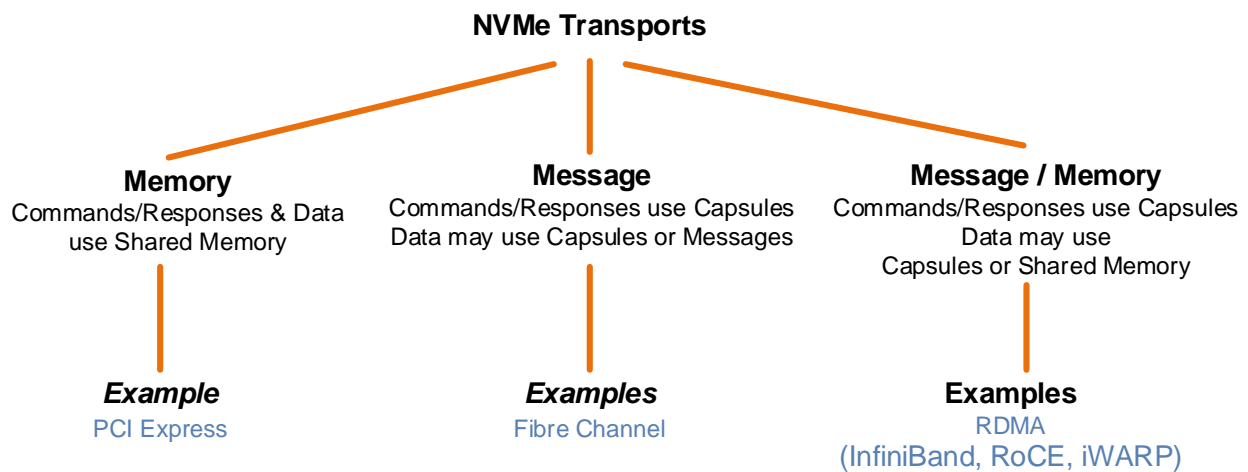 NVMe Transports
Memory
Commands/Responses & Data
use Shared Memory
Example
PCI Express
Message
Commands/Responses use Capsules
Data may use Capsules or Messages
Examples
Fibre Channel
Message / Memory
Commands/Responses use Capsules
Data may use
Capsules or Shared Memory
Examples
RDMA
(InfiniBand, RoCE, iWARP)